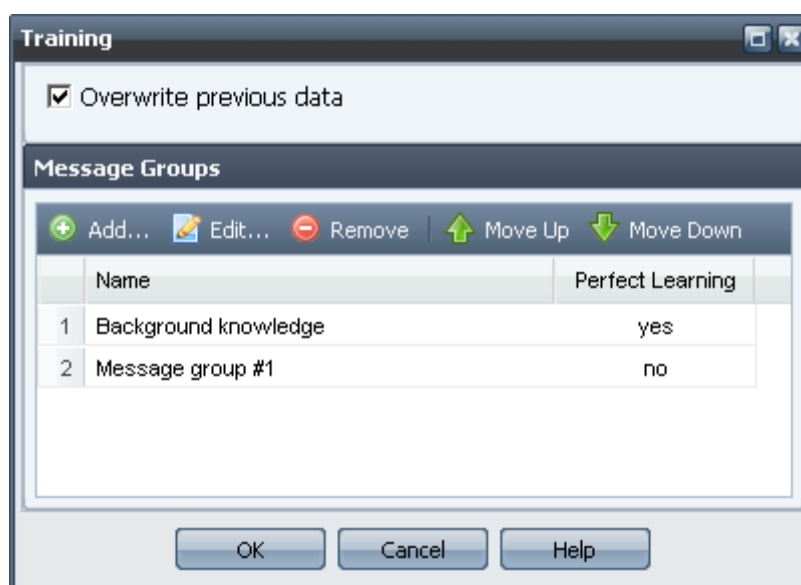 Training
Overwrite previous data
Message Groups
Add... Edit... Remove Move Up Move Down
Name Perfect Learning
1 Background knowledge yes
2 Message group #1 no
OK Cancel Help